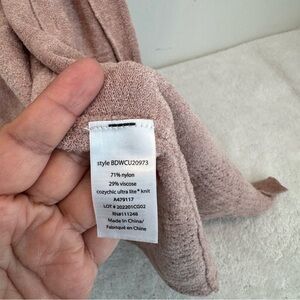 style BDWCU20973
71% nylon
29% viscose
cozychic ultra lite® knit
A479117
LOT # 202201CG02
RN#111248
Made in China/
Fabriqué en Chine